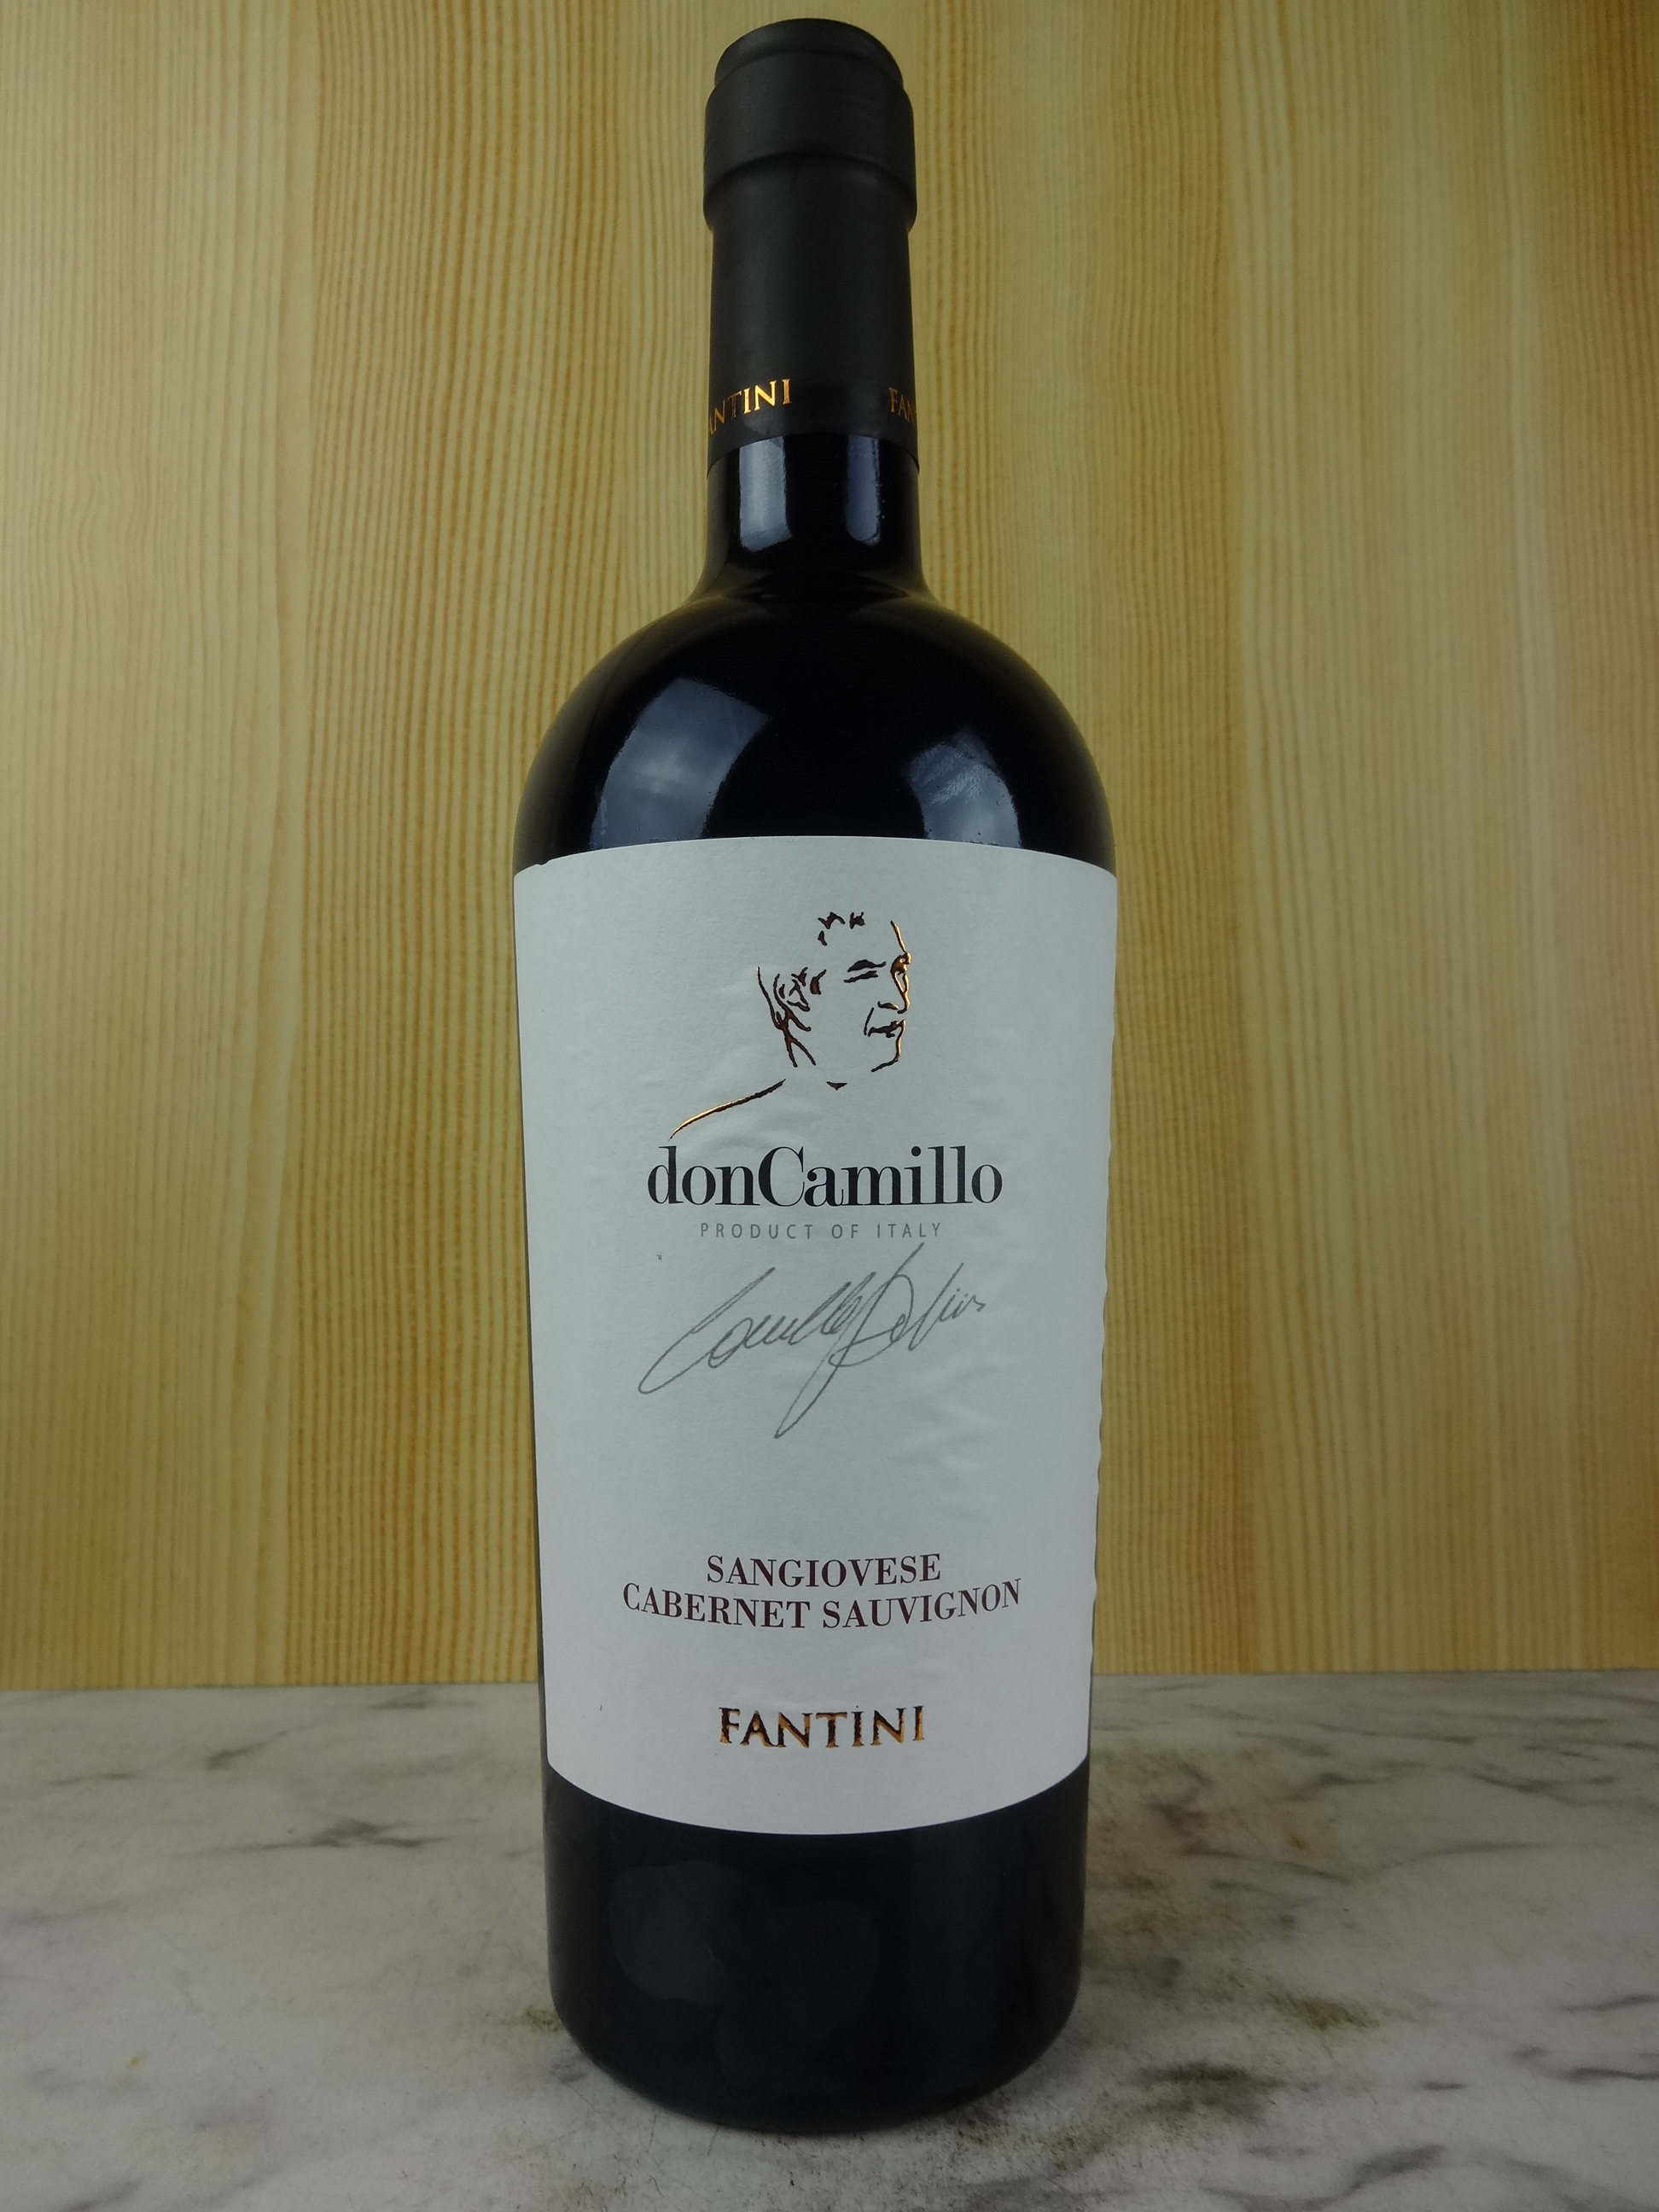 FANTINI
donCamillo
PRODUCT OF ITALY
SANGIOVESE
CABERNET SAUVIGNON
FANTINI